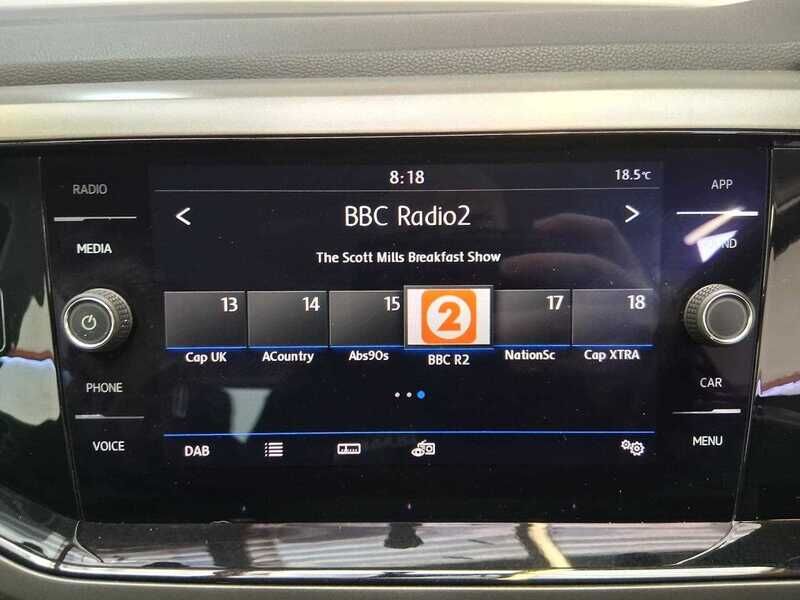 8:18
18.5°C
RADIO
APP
< BBC Radio2 >
MEDIA
The Scott Mills Breakfast Show
13 14 15 2 17 18
Cap UK ACountry Abs90s BBC R2 NationSc Cap XTRA
PHONE
CAR
VOICE
DAB
MENU